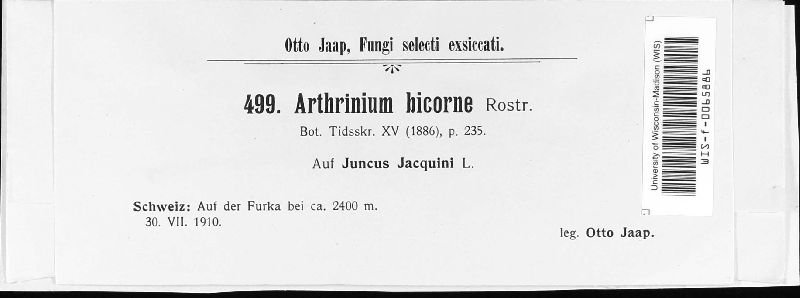 Otto Jaap, Fungi selecti exsiccati.
499. Arthrinium bicorne Rostr.
Bot. Tidsskr. XV (1886), p. 235.
Auf Juncus Jacquini L.
Schweiz: Auf der Furka bei ca. 2400 m.
30. VII. 1910.
leg. Otto Jaap.
University of Wisconsin-Madison (WIS)
WIS-f-0065886